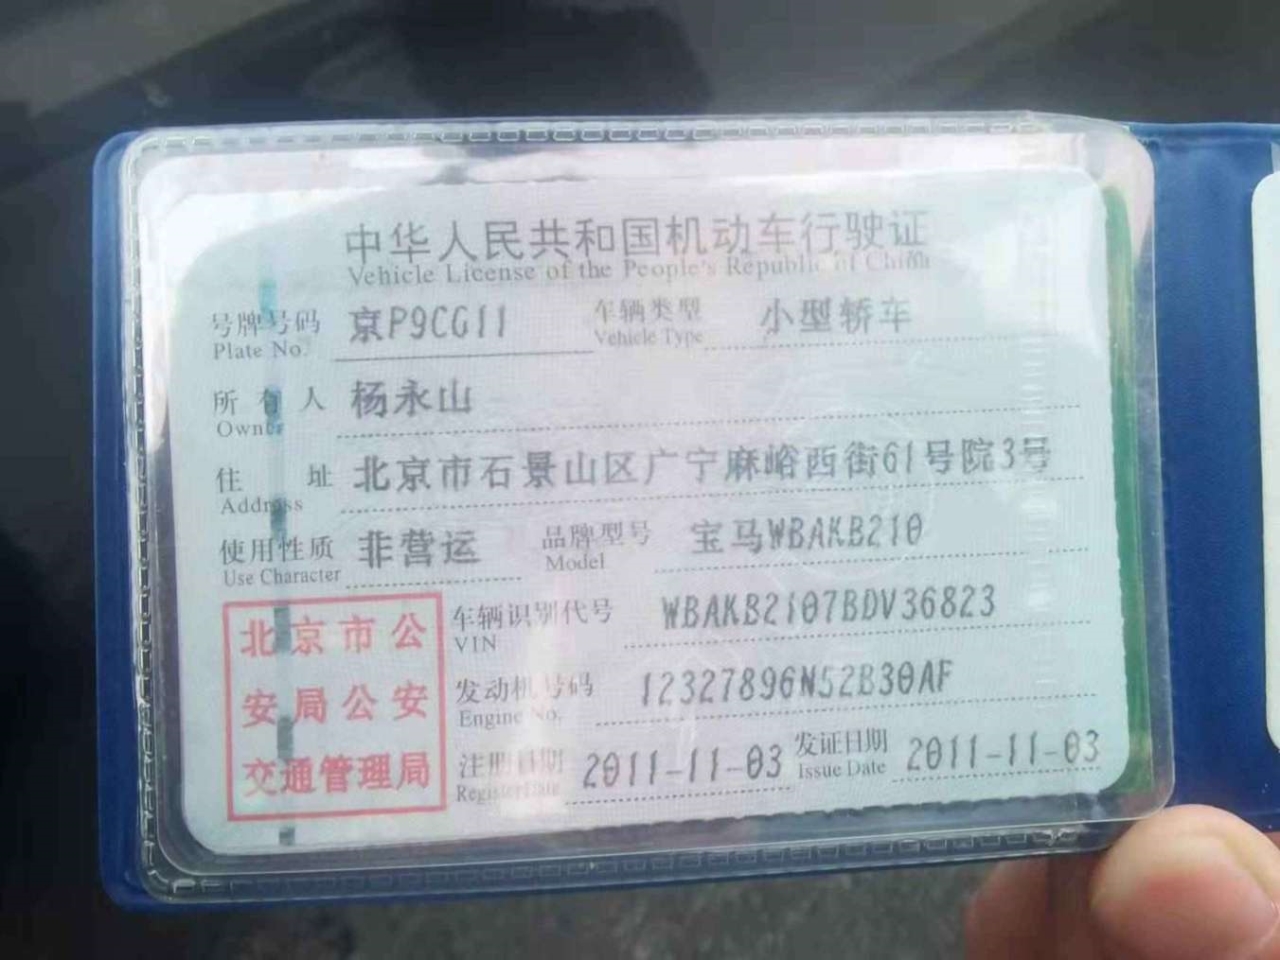 中华人民共和国机动车行驶证
Vehicle License of the People's Republic of China
号牌号码 京P9CG11 车辆类型 小型轿车
Plate No. Vehicle Type
所有人 杨永山
Owner
住址 北京市石景山区广宁麻峪西街61号院3号
Address
使用性质 非营运 品牌型号 宝马WBAKB210
Use Character Model
北京市公 车辆识别代号 WBAKB2107BDV36823
VIN
安局公安 发动机号码 12327896N52B30AF
Engine No.
交通管理局 注册日期 2011-11-03 发证日期 2011-11-03
Register Date Issue Date